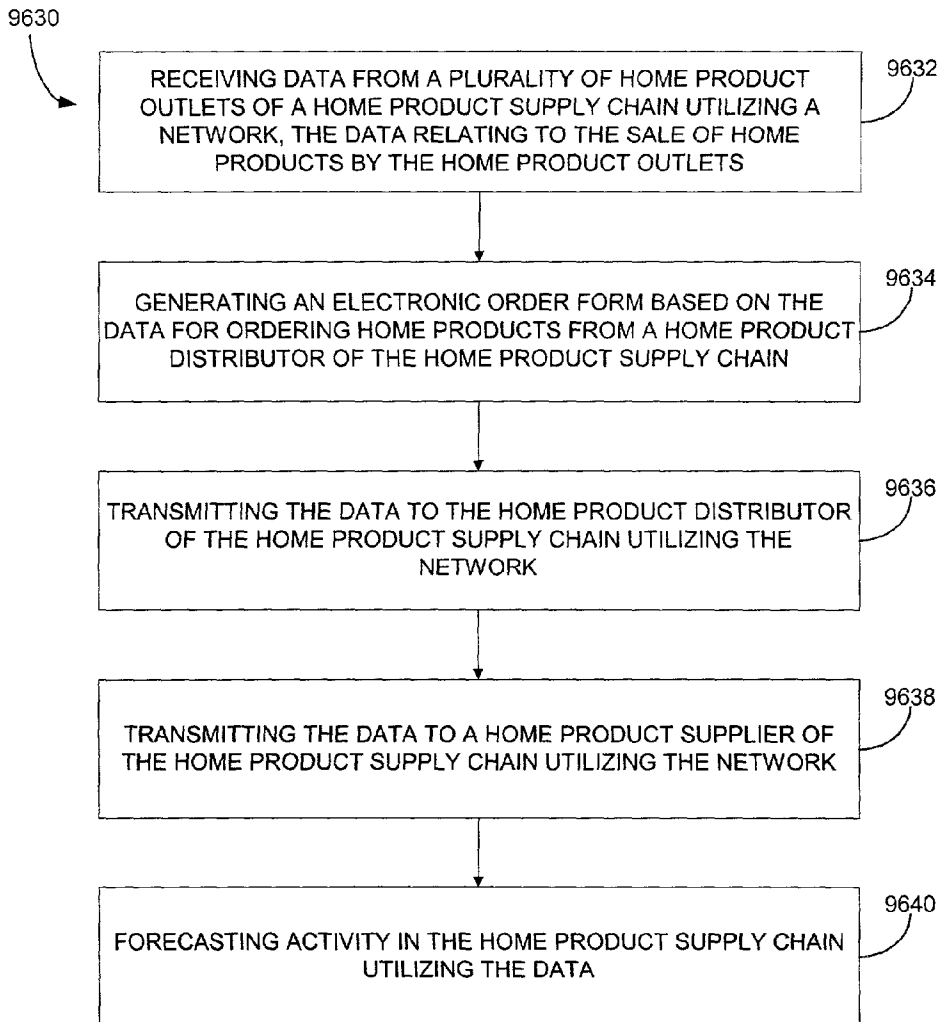 9630
RECEIVING DATA FROM A PLURALITY OF HOME PRODUCT
OUTLETS OF A HOME PRODUCT SUPPLY CHAIN UTILIZING A
NETWORK, THE DATA RELATING TO THE SALE OF HOME
PRODUCTS BY THE HOME PRODUCT OUTLETS
9632
GENERATING AN ELECTRONIC ORDER FORM BASED ON THE
DATA FOR ORDERING HOME PRODUCTS FROM A HOME PRODUCT
DISTRIBUTOR OF THE HOME PRODUCT SUPPLY CHAIN
9634
TRANSMITTING THE DATA TO THE HOME PRODUCT DISTRIBUTOR
OF THE HOME PRODUCT SUPPLY CHAIN UTILIZING THE
NETWORK
9636
TRANSMITTING THE DATA TO A HOME PRODUCT SUPPLIER OF
THE HOME PRODUCT SUPPLY CHAIN UTILIZING THE NETWORK
9638
FORECASTING ACTIVITY IN THE HOME PRODUCT SUPPLY CHAIN
UTILIZING THE DATA
9640